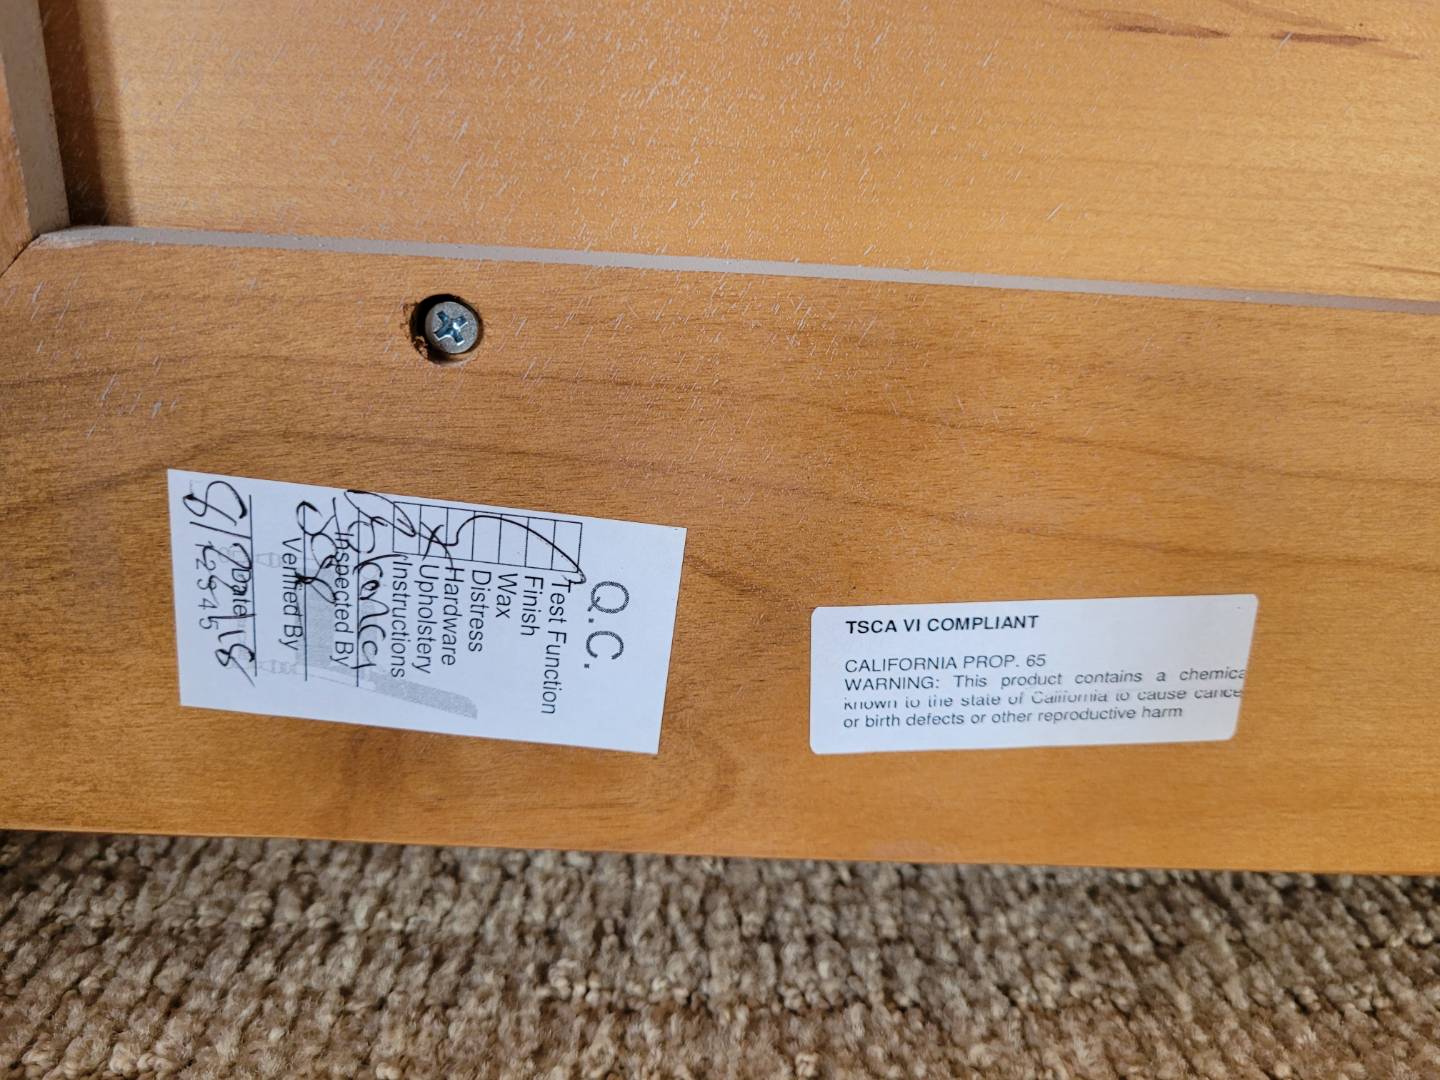 Q.C.
Test Function
Finish
Wax
Distress
Hardware
Upholstery
Instructions
Inspected By
Verified By
Date
12945
TSCA VI COMPLIANT
CALIFORNIA PROP. 65
WARNING: This product contains a chemica
known to the state of California to cause cance
or birth defects or other reproductive harm